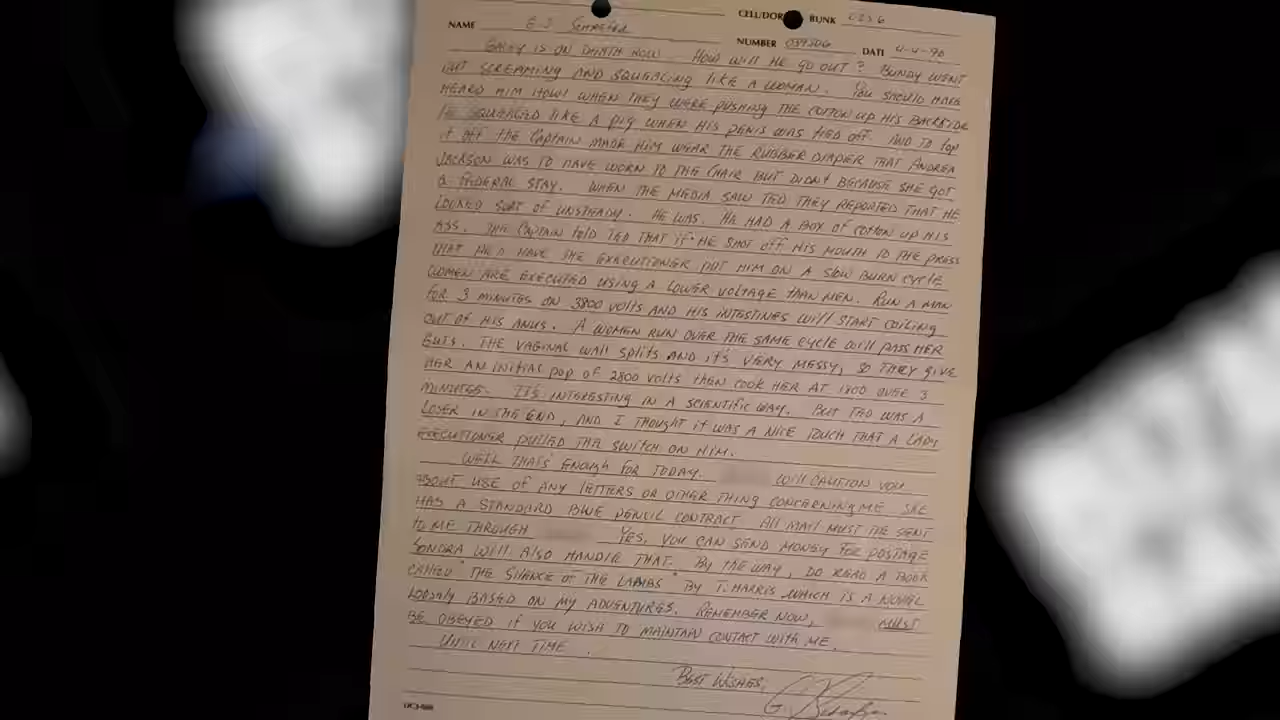 CELL/DOR BUNK 0236
NAME G. J. Schaefer NUMBER 039306 DATE 4-4-90
GACY IS ON DEATH ROW. HOW WILL HE GO OUT? BUNDY WENT
OUT SCREAMING AND SQUEALING LIKE A WOMAN. YOU SHOULD HAVE
HEARD HIM HOWL WHEN THEY WERE PUSHING THE COTTON UP HIS BACKSIDE
HE SQUEALED LIKE A PIG WHEN HIS PENIS WAS TIED OFF. AND TO TOP
IT OFF THE CAPTAIN MADE HIM WEAR THE RUBBER DIAPER THAT ANDREA
JACKSON WAS TO HAVE WORN TO THE CHAIR BUT DIDN'T BECAUSE SHE GOT
A FEDERAL STAY. WHEN THE MEDIA SAW TED THEY REPORTED THAT HE
LOOKED SORT OF UNSTEADY. HE WAS. HE HAD A BOX OF COTTON UP HIS
ASS. THE CAPTAIN TOLD TED THAT IF HE SHOT OFF HIS MOUTH TO THE PRESS
THAT HE'D HAVE THE EXECUTIONER PUT HIM ON A SLOW BURN CYCLE.
WOMEN ARE EXECUTED USING A LOWER VOLTAGE THAN MEN. RUN A MAN
FOR 3 MINUTES ON 3800 VOLTS AND HIS INTESTINES WILL START COILING
OUT OF HIS ANUS. A WOMEN RUN OVER THE SAME CYCLE WILL PASS HER
GUTS. THE VAGINAL WALL SPLITS AND IT'S VERY MESSY, SO THEY GIVE
HER AN INITIAL POP OF 2800 VOLTS THEN COOK HER AT 1800 OVER 3
MINUTES. IT'S INTERESTING IN A SCIENTIFIC WAY. BUT TED WAS A
LOSER IN THE END, AND I THOUGHT IT WAS A NICE TOUCH THAT A LADY
EXECUTIONER PULLED THE SWITCH ON HIM.
WELL THAT'S ENOUGH FOR TODAY. WILL CAUTION YOU
ABOUT USE OF ANY LETTERS OR OTHER THING CONCERNING ME. SHE
HAS A STANDARD BLUE PENCIL CONTRACT. ALL MAIL MUST BE SENT
TO ME THROUGH YES, YOU CAN SEND MONEY FOR POSTAGE
SONDRA WILL ALSO HANDLE THAT. BY THE WAY, DO READ A BOOK
CALLED "THE SILENCE OF THE LAMBS" BY T. HARRIS WHICH IS A NOVEL
LOOSELY BASED ON MY ADVENTURES. REMEMBER NOW, MUST
BE OBEYED IF YOU WISH TO MAINTAIN CONTACT WITH ME.
UNTIL NEXT TIME.
BEST WISHES,
G. Schaefer